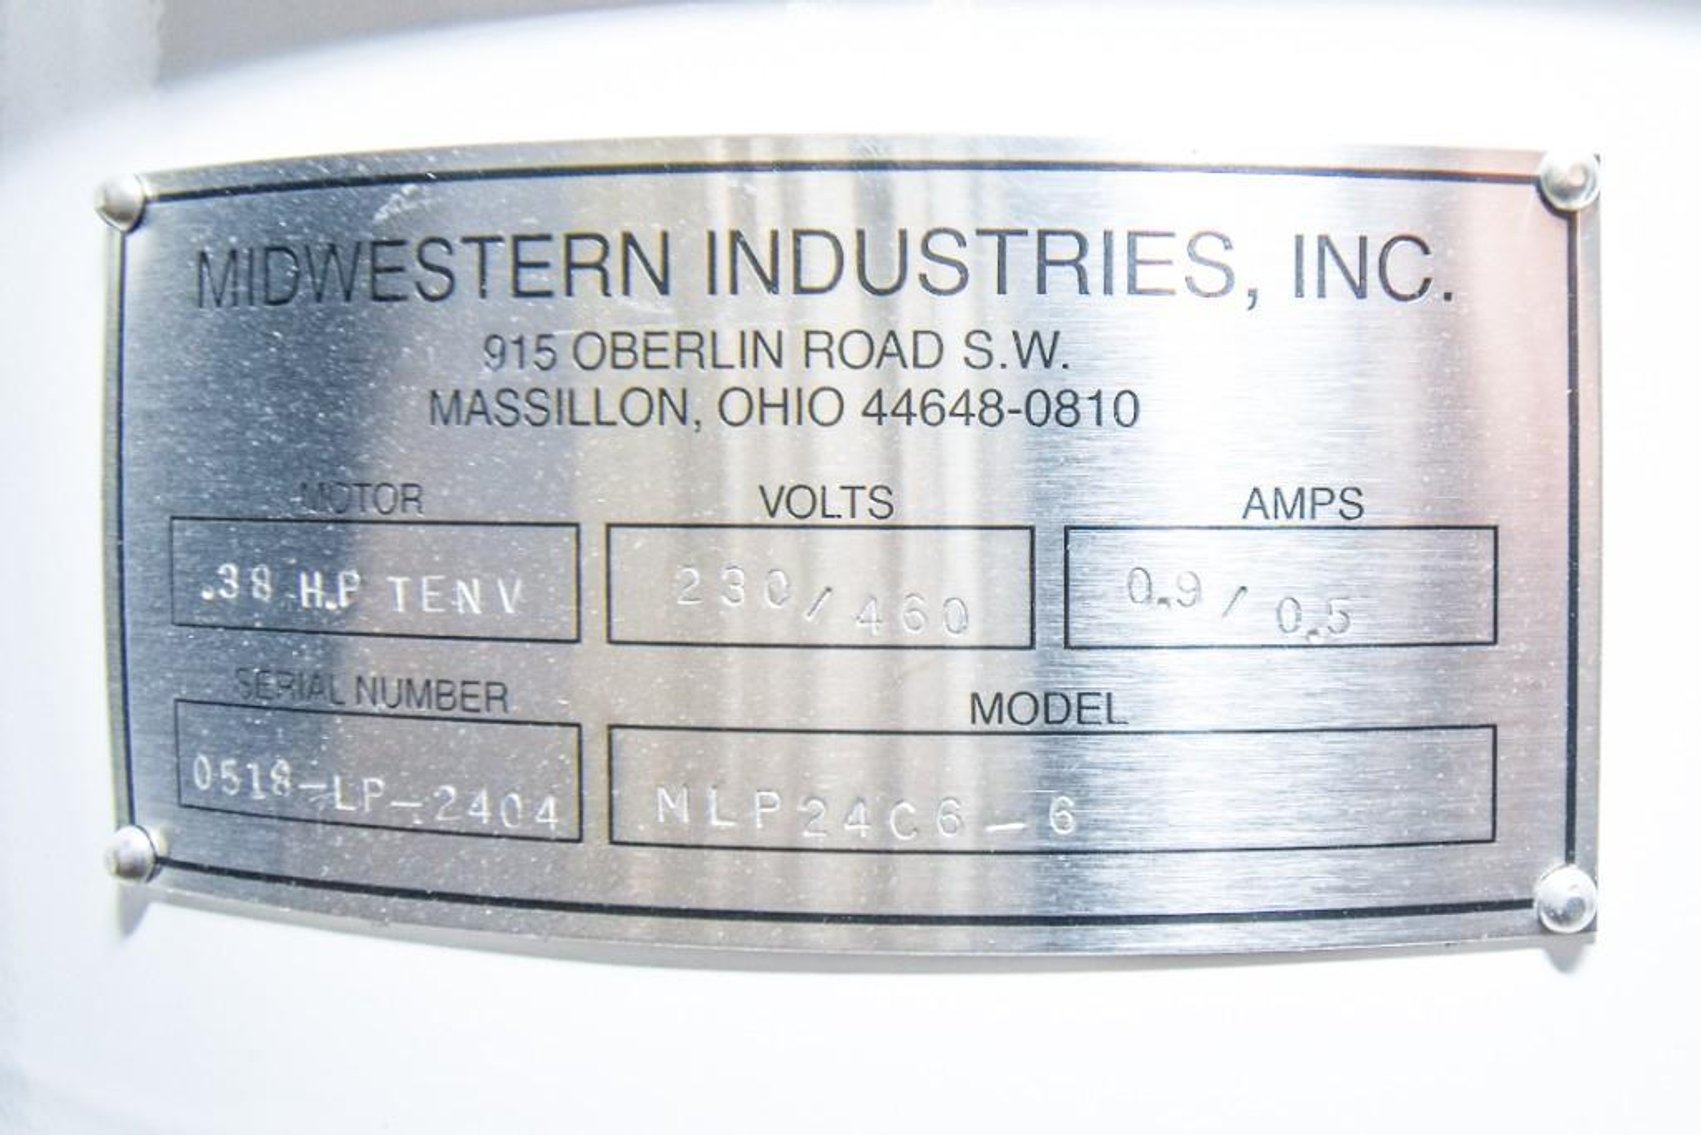 MIDWESTERN INDUSTRIES, INC.
915 OBERLIN ROAD S.W.
MASSILLON, OHIO 44648-0810
MOTOR VOLTS AMPS
.38 H.P TENV 230/460 0.9/0.5
SERIAL NUMBER MODEL
0518-LP-2404 MLP24C6-6